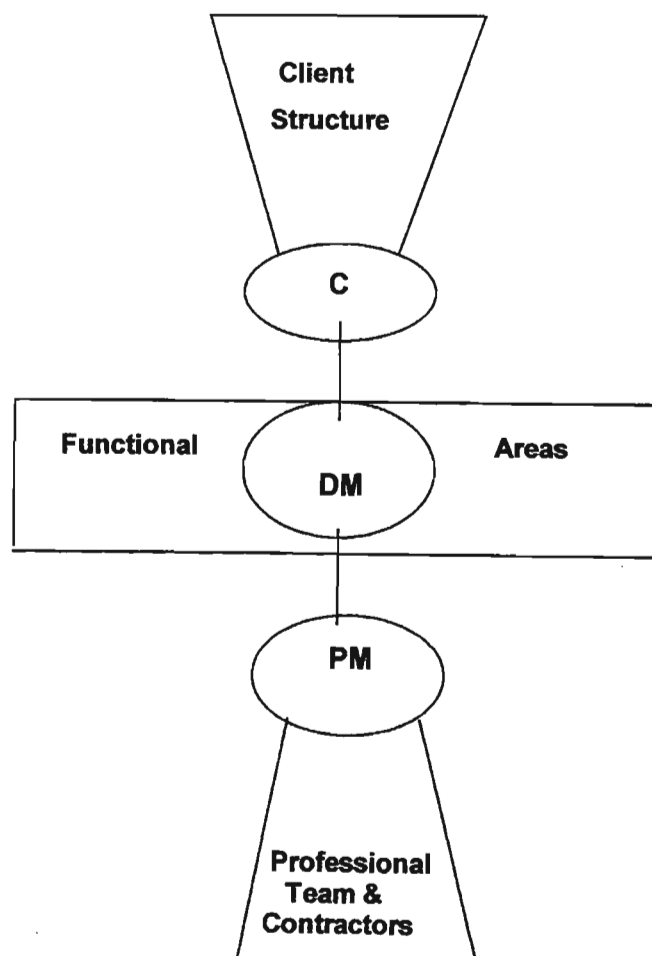 Client
Structure
C
Functional
Areas
DM
PM
Professional
Team &
Contractors